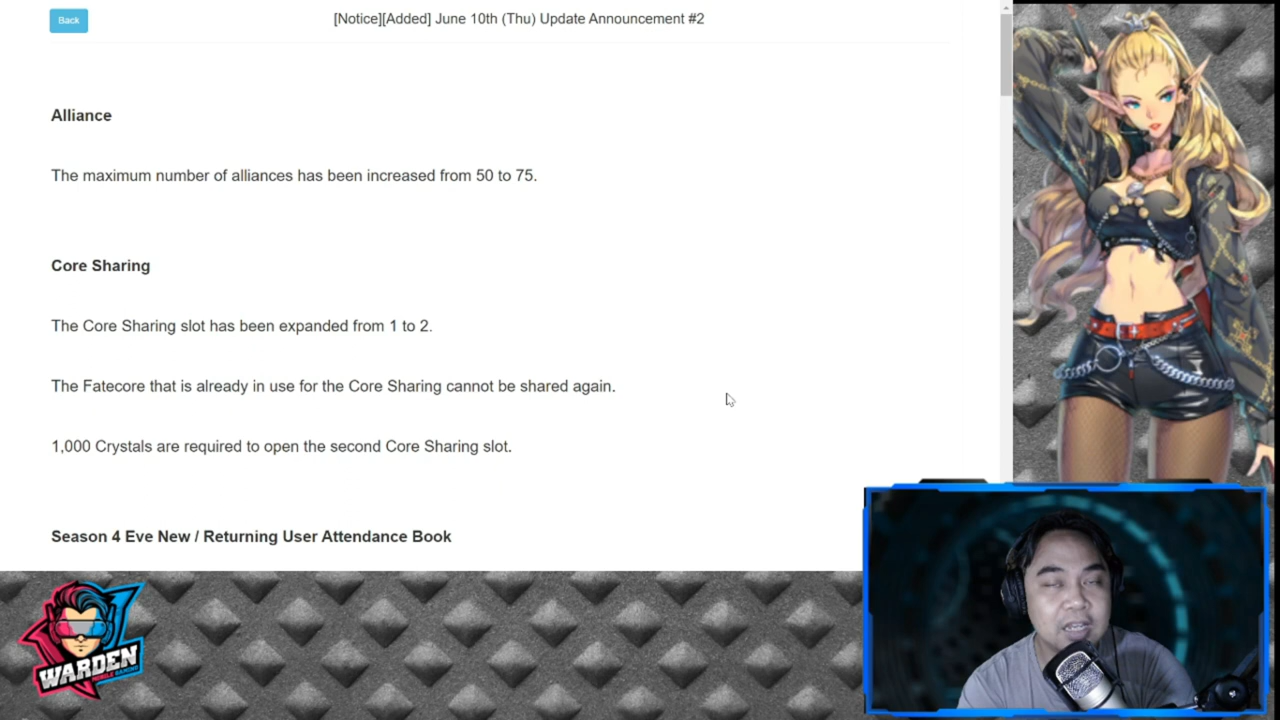 Back
[Notice][Added] June 10th (Thu) Update Announcement #2
Alliance
The maximum number of alliances has been increased from 50 to 75.
Core Sharing
The Core Sharing slot has been expanded from 1 to 2.
The Fatecore that is already in use for the Core Sharing cannot be shared again.
1,000 Crystals are required to open the second Core Sharing slot.
Season 4 Eve New / Returning User Attendance Book
WARDEN
MOBILE GAMING